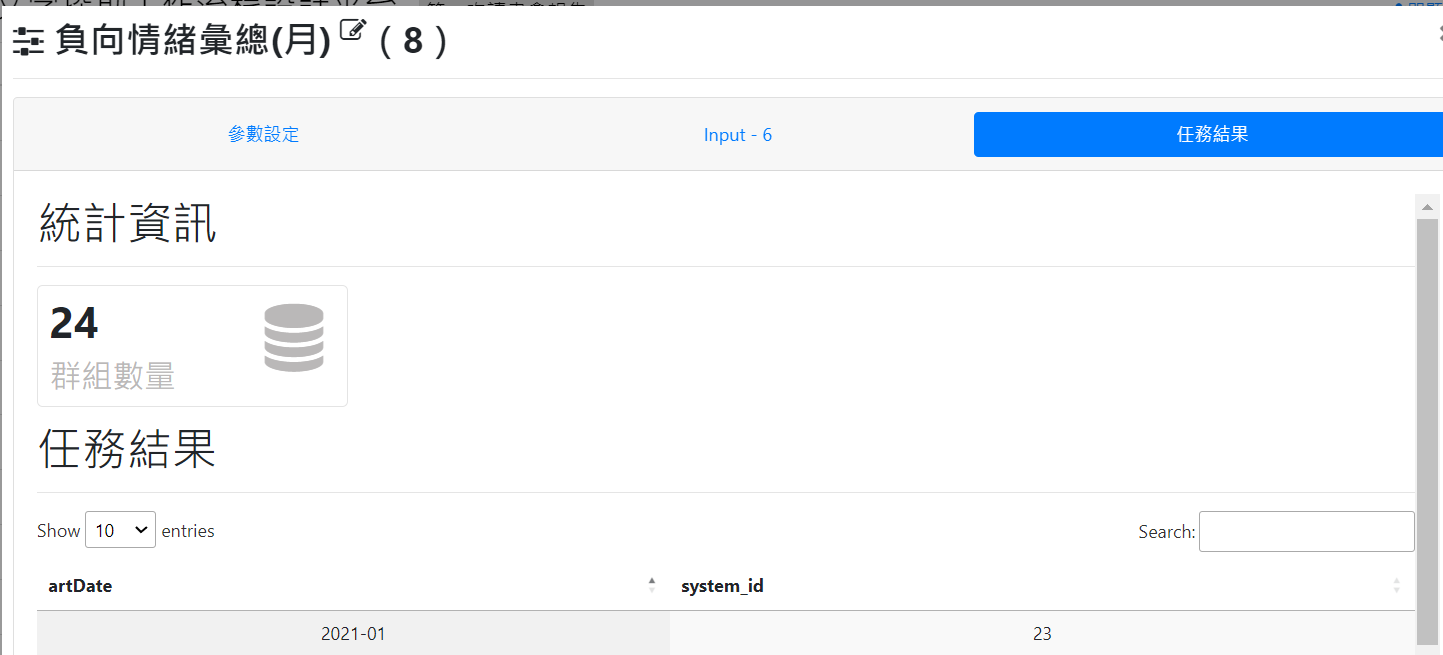 負向情緒彙總(月) ( 8 )
參數設定
Input - 6
任務結果
統計資訊
24
群組數量
任務結果
Show 10 entries
Search:
artDate
system_id
2021-01
23